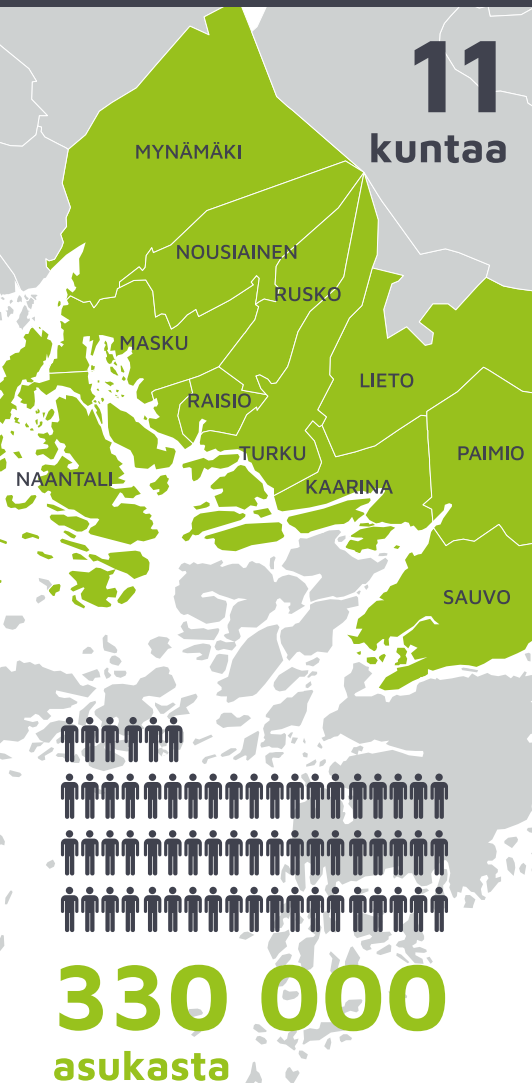 11
kuntaa
MYNÄMÄKI
NOUSIAINEN
RUSKO
MASKU
LIETO
RAISIO
TURKU
PAIMIO
NAANTALI
KAARINA
SAUVO
330 000
asukasta